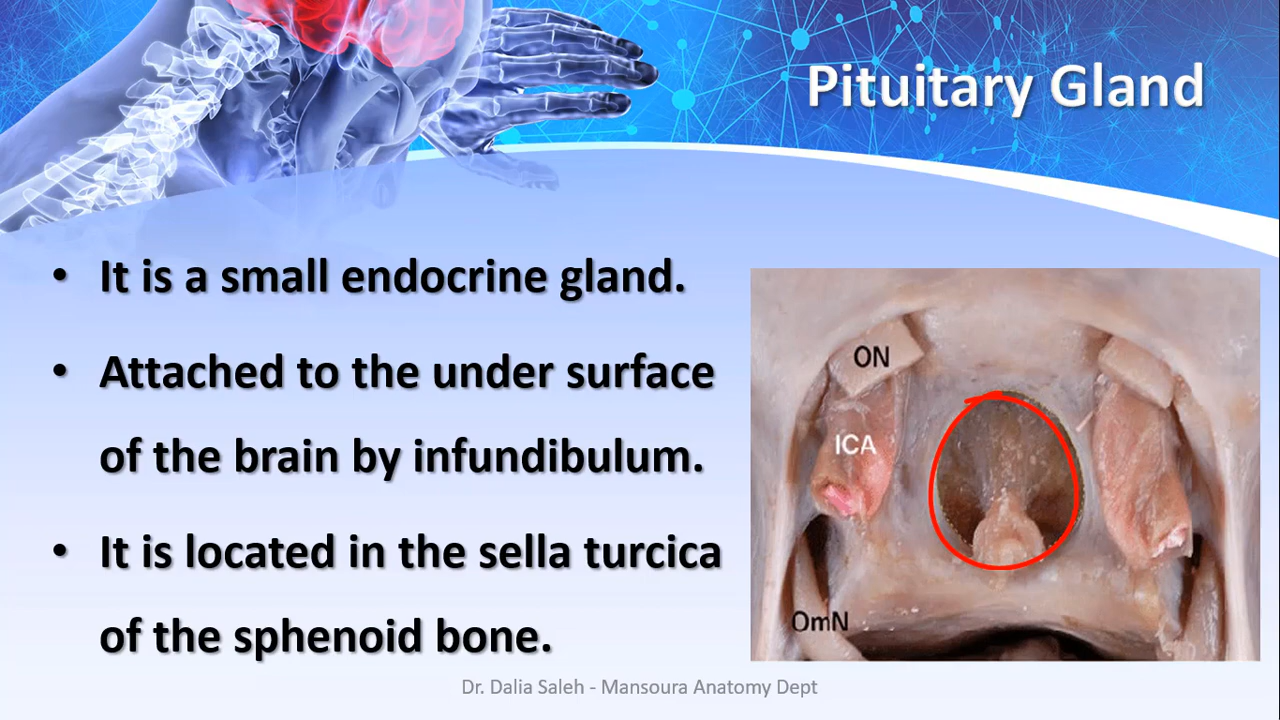 Pituitary Gland
• It is a small endocrine gland.
• Attached to the under surface
of the brain by infundibulum.
• It is located in the sella turcica
of the sphenoid bone.
ON
ICA
OmN
Dr. Dalia Saleh - Mansoura Anatomy Dept